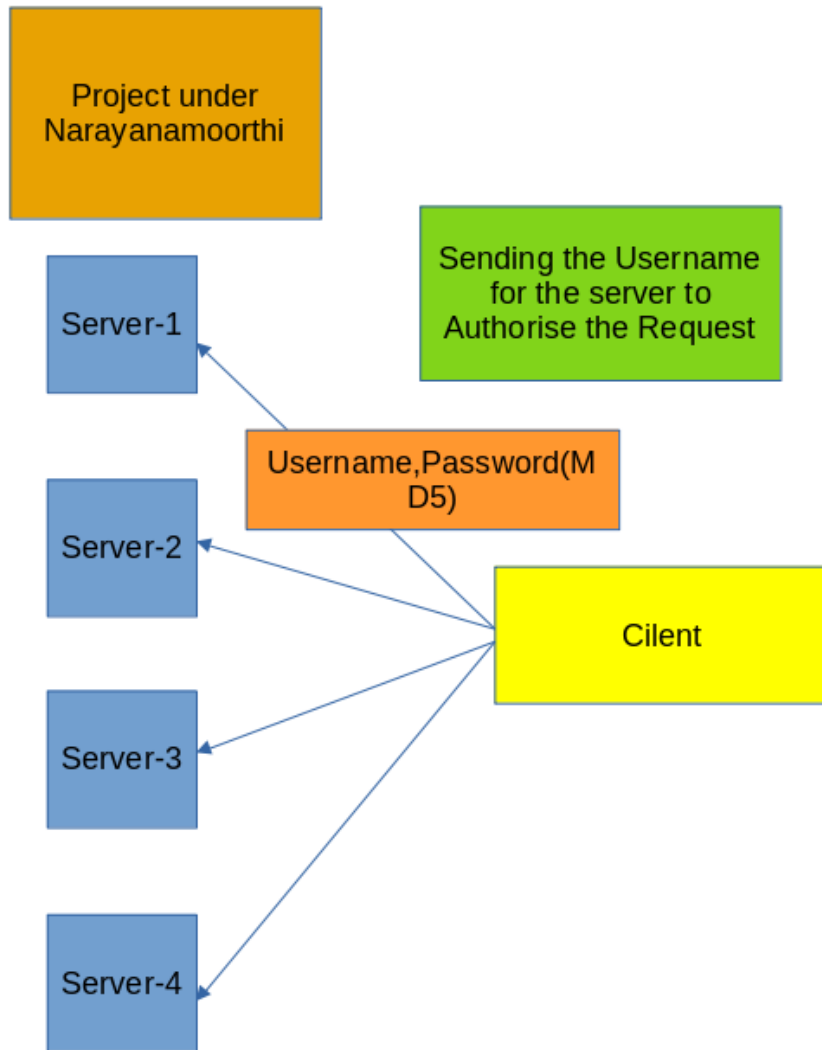 Project under
Narayanamoorthi
Sending the Username
for the server to
Authorise the Request
Server-1
Username,Password(M
D5)
Server-2
Cilent
Server-3
Server-4